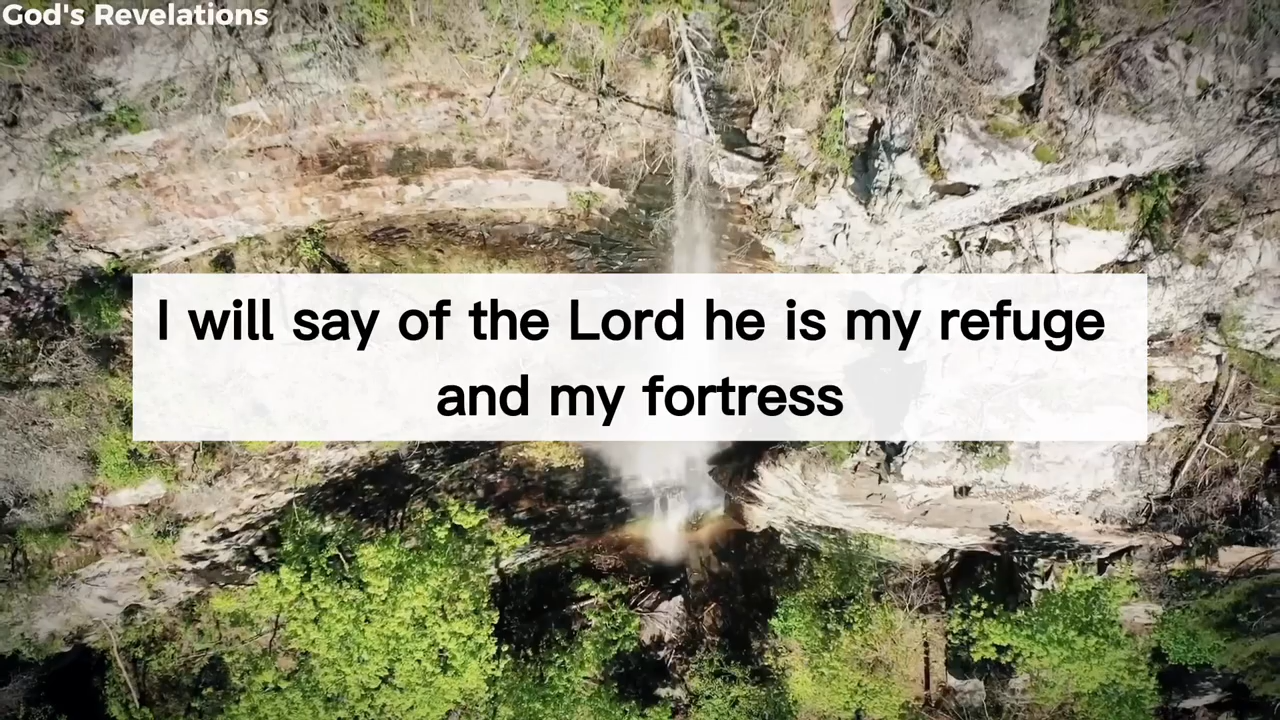 God's Revelations
I will say of the Lord he is my refuge
and my fortress